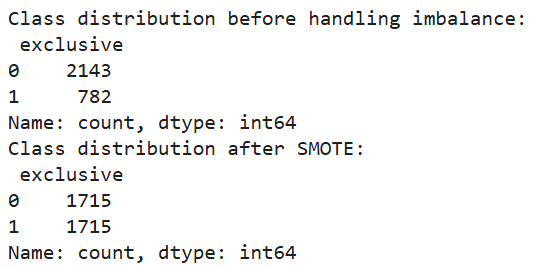 Class distribution before handling imbalance:
 exclusive
0    2143
1     782
Name: count, dtype: int64
Class distribution after SMOTE:
 exclusive
0    1715
1    1715
Name: count, dtype: int64